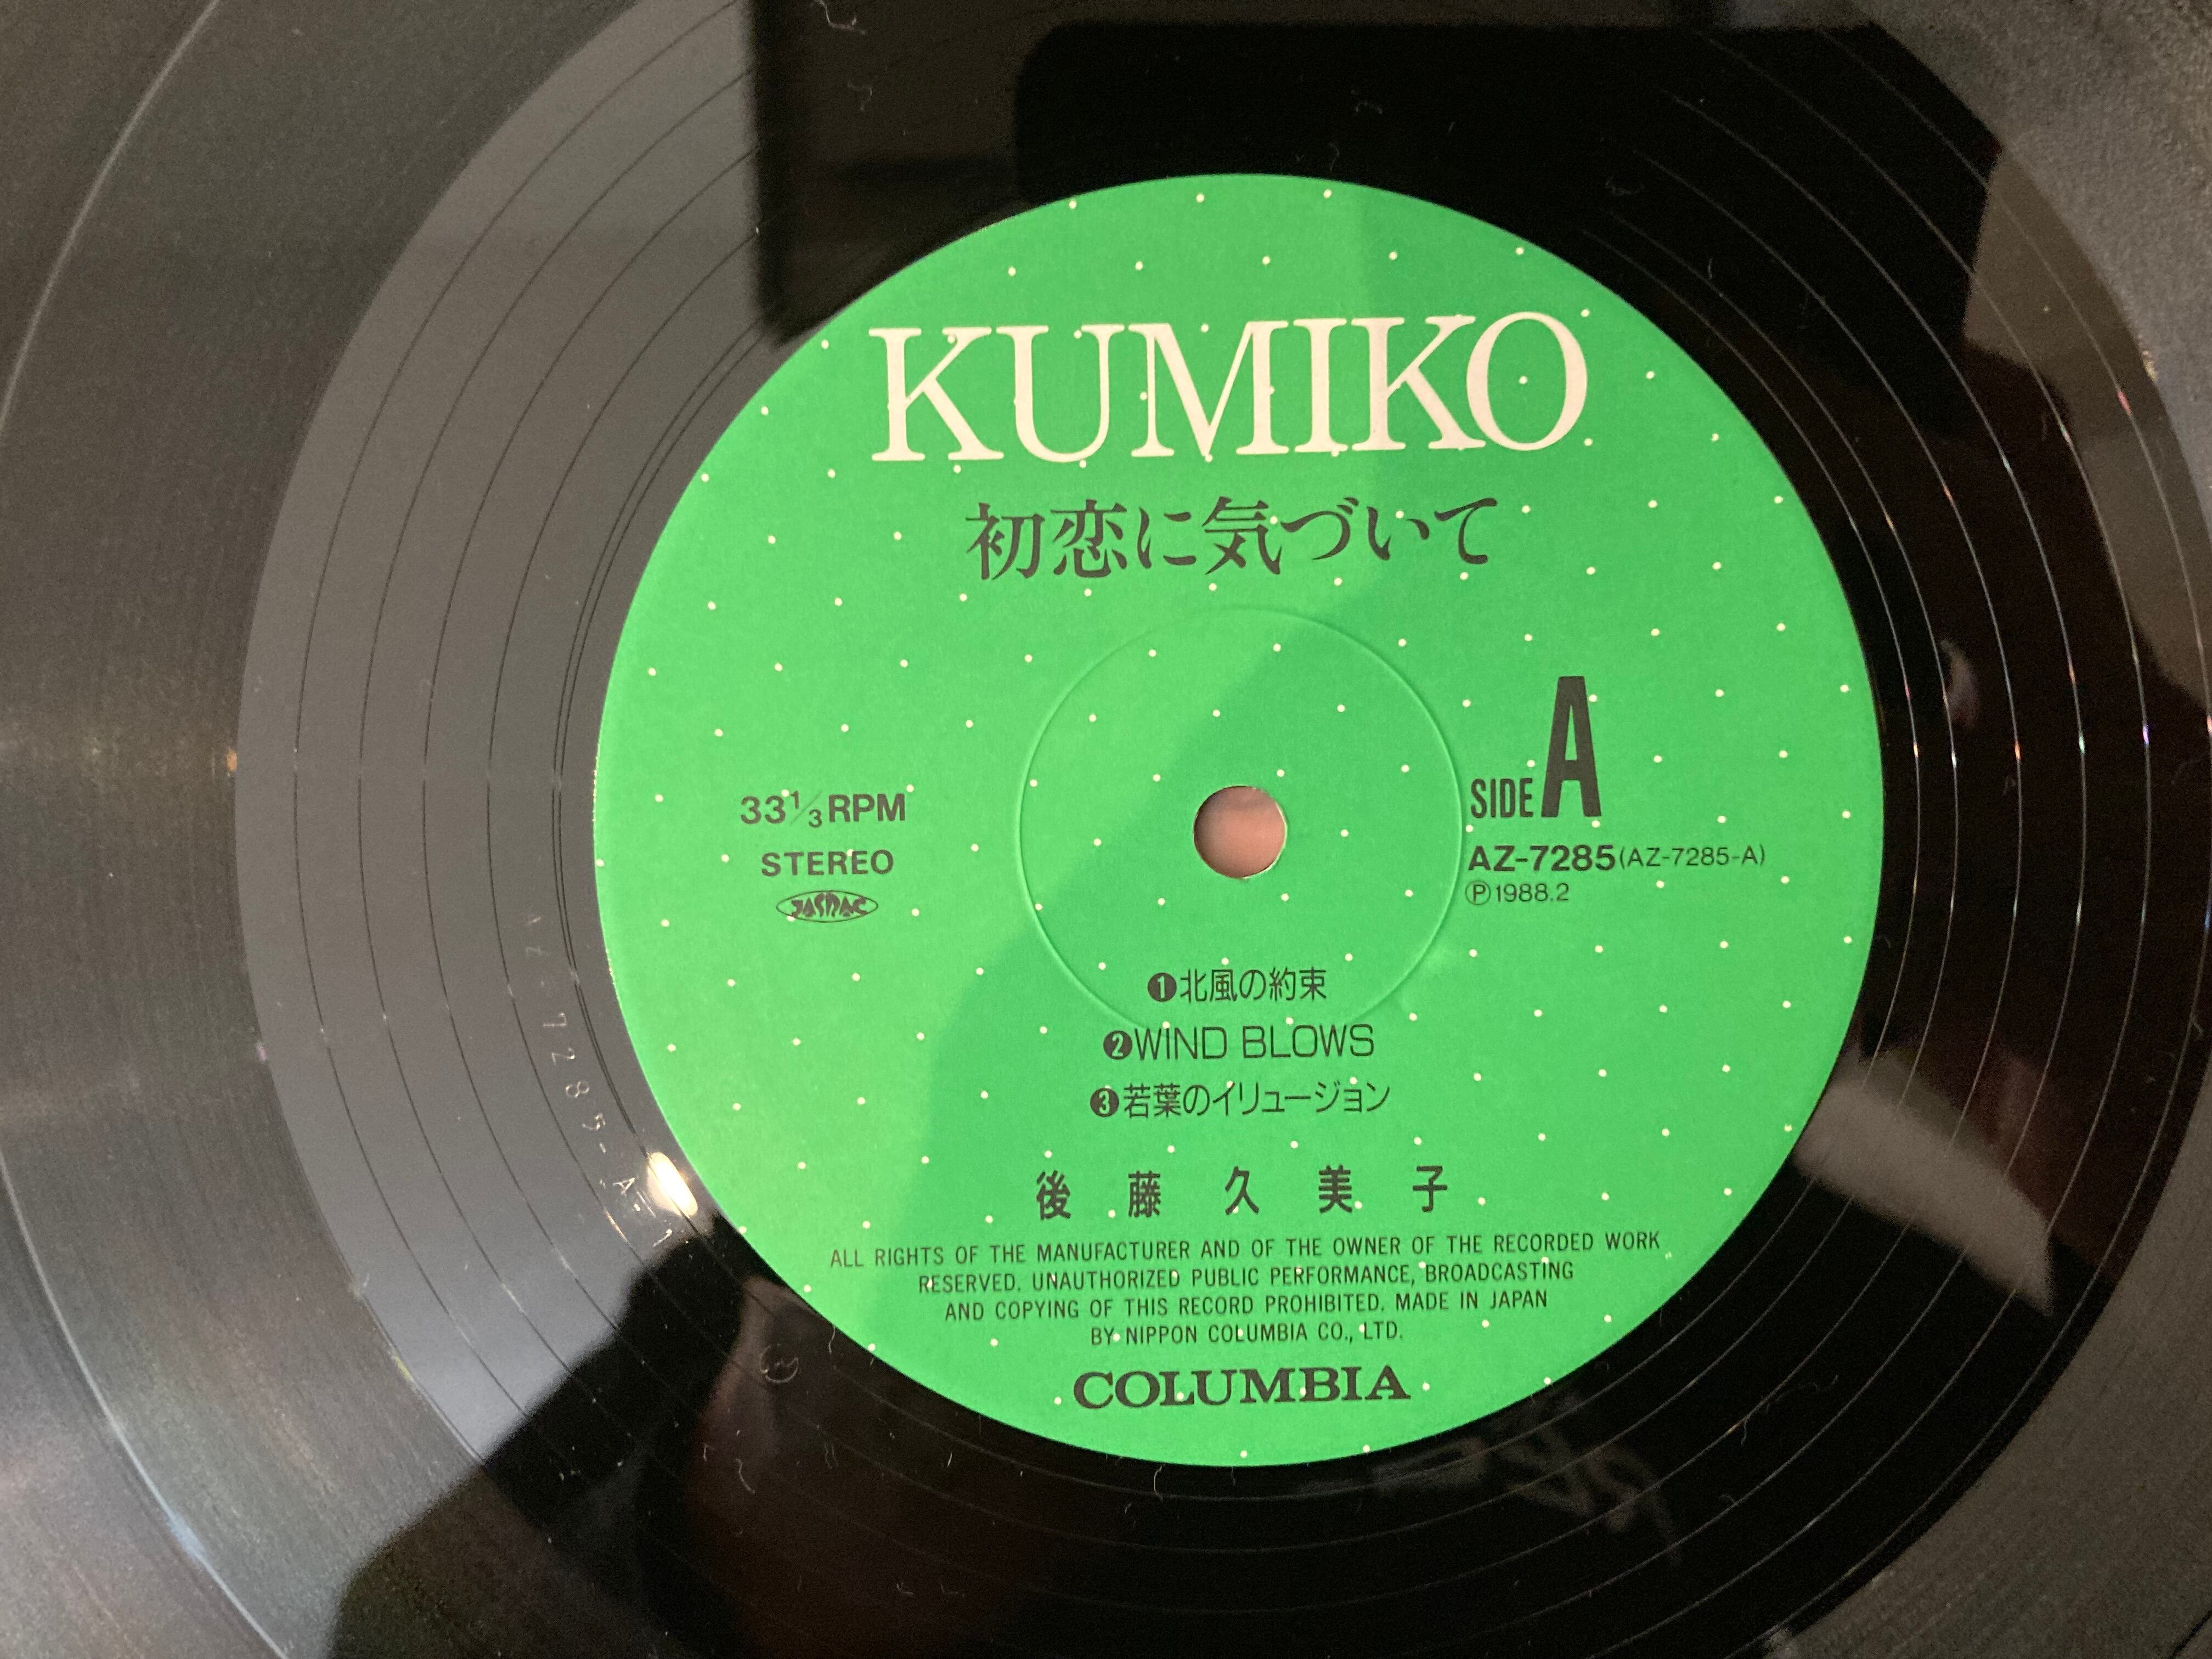 KUMIKO
初恋に気づいて
33⅓RPM
STEREO
JASRAC
SIDE A
AZ-7285(AZ-7285-A)
Ⓟ1988.2
❶北風の約束
❷WIND BLOWS
❸若葉のイリュージョン
後藤久美子
ALL RIGHTS OF THE MANUFACTURER AND OF THE OWNER OF THE RECORDED WORK
RESERVED. UNAUTHORIZED PUBLIC PERFORMANCE, BROADCASTING
AND COPYING OF THIS RECORD PROHIBITED. MADE IN JAPAN
BY NIPPON COLUMBIA CO., LTD.
COLUMBIA